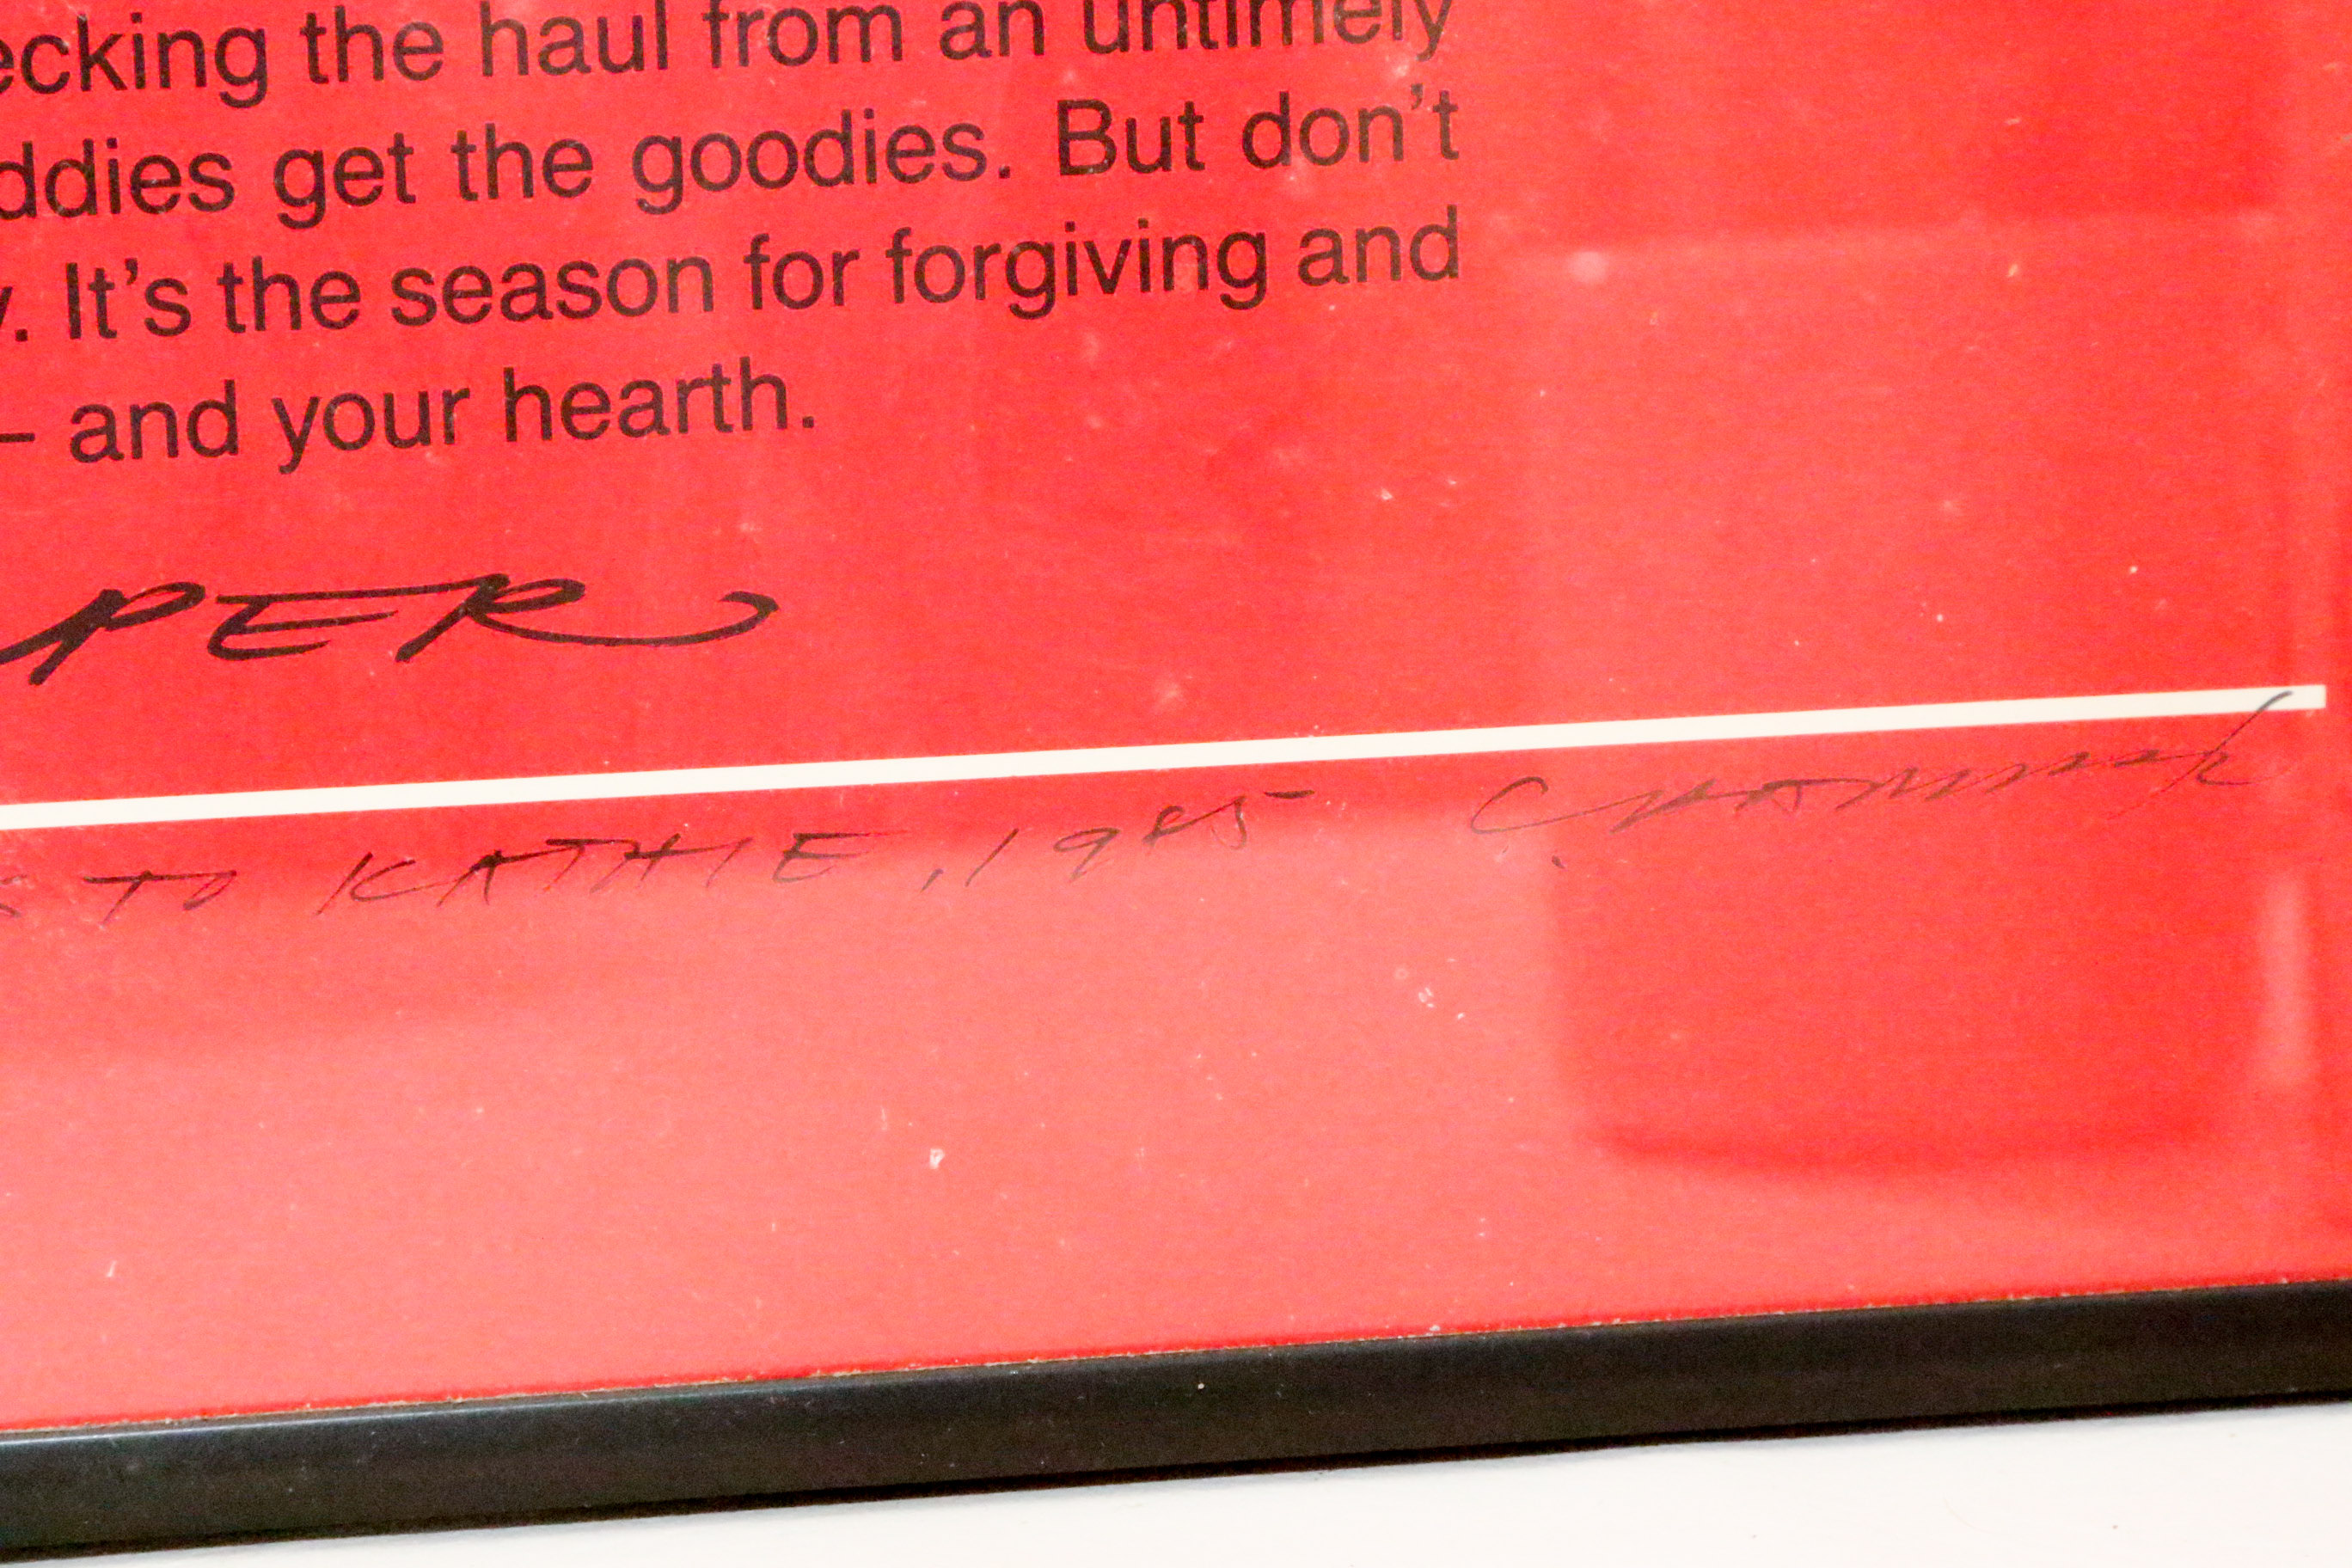 ecking the haul from an untimely
ddies get the goodies. But don't
. It's the season for forgiving and
– and your hearth.
PER
TO KATHIE, 1985 C.